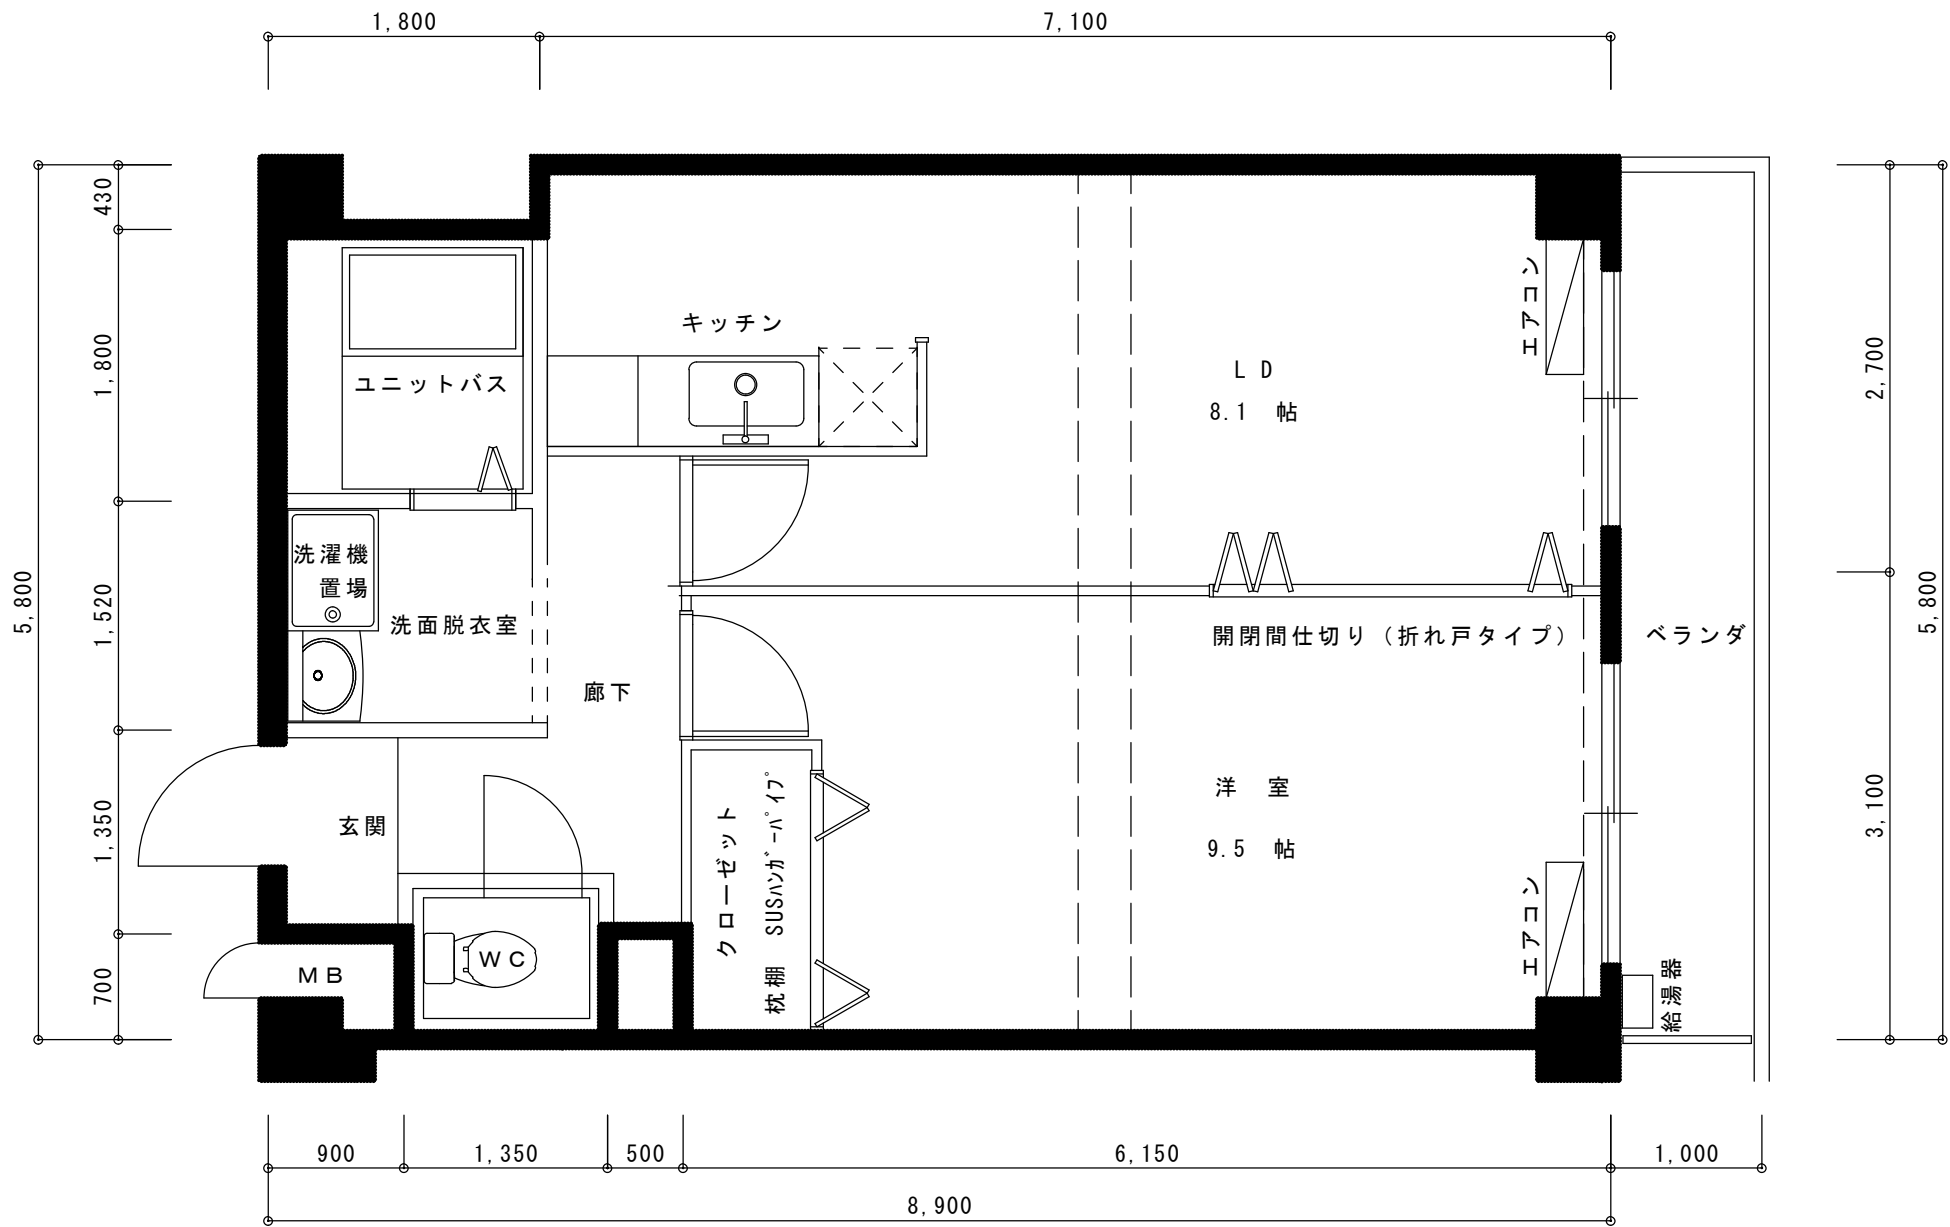 1,800
7,100
430
1,800
1,520
1,350
700
5,800
キッチン
ユニットバス
ＬＤ
8.1 帖
エアコン
2,700
3,100
5,800
洗濯機
置場
洗面脱衣室
廊下
開閉間仕切り（折れ戸タイプ）
ベランダ
玄関
クローゼット
枕棚 SUSﾊﾝｶﾞｰﾊﾟｲﾌﾟ
洋 室
9.5 帖
エアコン
ＭＢ
ＷＣ
給湯器
900
1,350
500
6,150
1,000
8,900